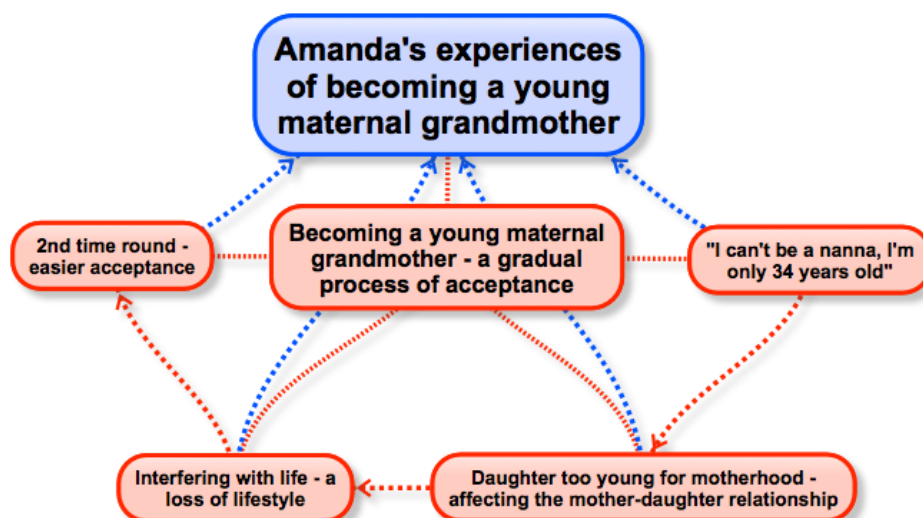 Amanda's experiences
of becoming a young
maternal grandmother
2nd time round -
easier acceptance
Becoming a young maternal
grandmother - a gradual
process of acceptance
"I can't be a nanna, I'm
only 34 years old"
Interfering with life - a
loss of lifestyle
Daughter too young for motherhood -
affecting the mother-daughter relationship